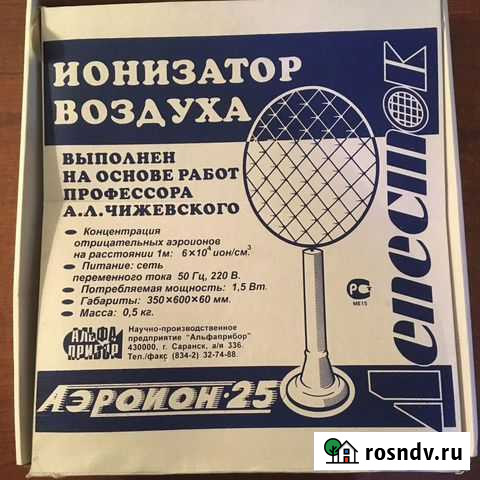 ИОНИЗАТОР
ВОЗДУХА
ВЫПОЛНЕН
НА ОСНОВЕ РАБОТ
ПРОФЕССОРА
А.Л.ЧИЖЕВСКОГО
• Концентрация
отрицательных аэроионов
на расстоянии 1м: 6×10⁴ ион/см³
• Питание: сеть
переменного тока 50 Гц, 220 В.
• Потребляемая мощность: 1,5 Вт.
• Габариты: 350×600×60 мм.
• Масса: 0,5 кг.
АЛЬФА
ПРИБОР
Научно-производственное
предприятие "Альфаприбор"
430000, г. Саранск, а/я 336.
Тел./факс (834-2) 32-74-88.
АЭРОИОН·25
Лепесток
МЕ15
rosndv.ru